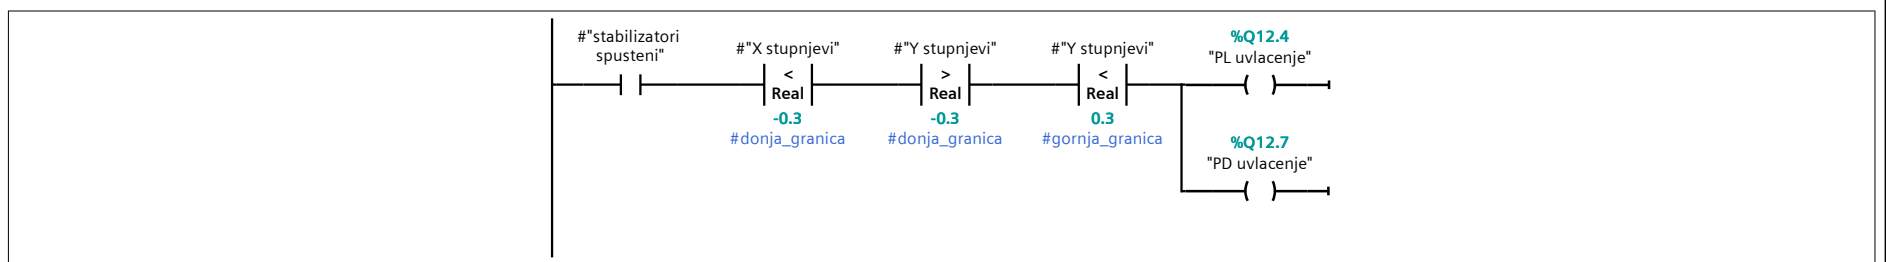 #"stabilizatori
spusteni"
#"X stupnjevi"
<
Real
-0.3
#donja_granica
#"Y stupnjevi"
>
Real
-0.3
#donja_granica
#"Y stupnjevi"
<
Real
0.3
#gornja_granica
%Q12.4
"PL uvlacenje"
%Q12.7
"PD uvlacenje"